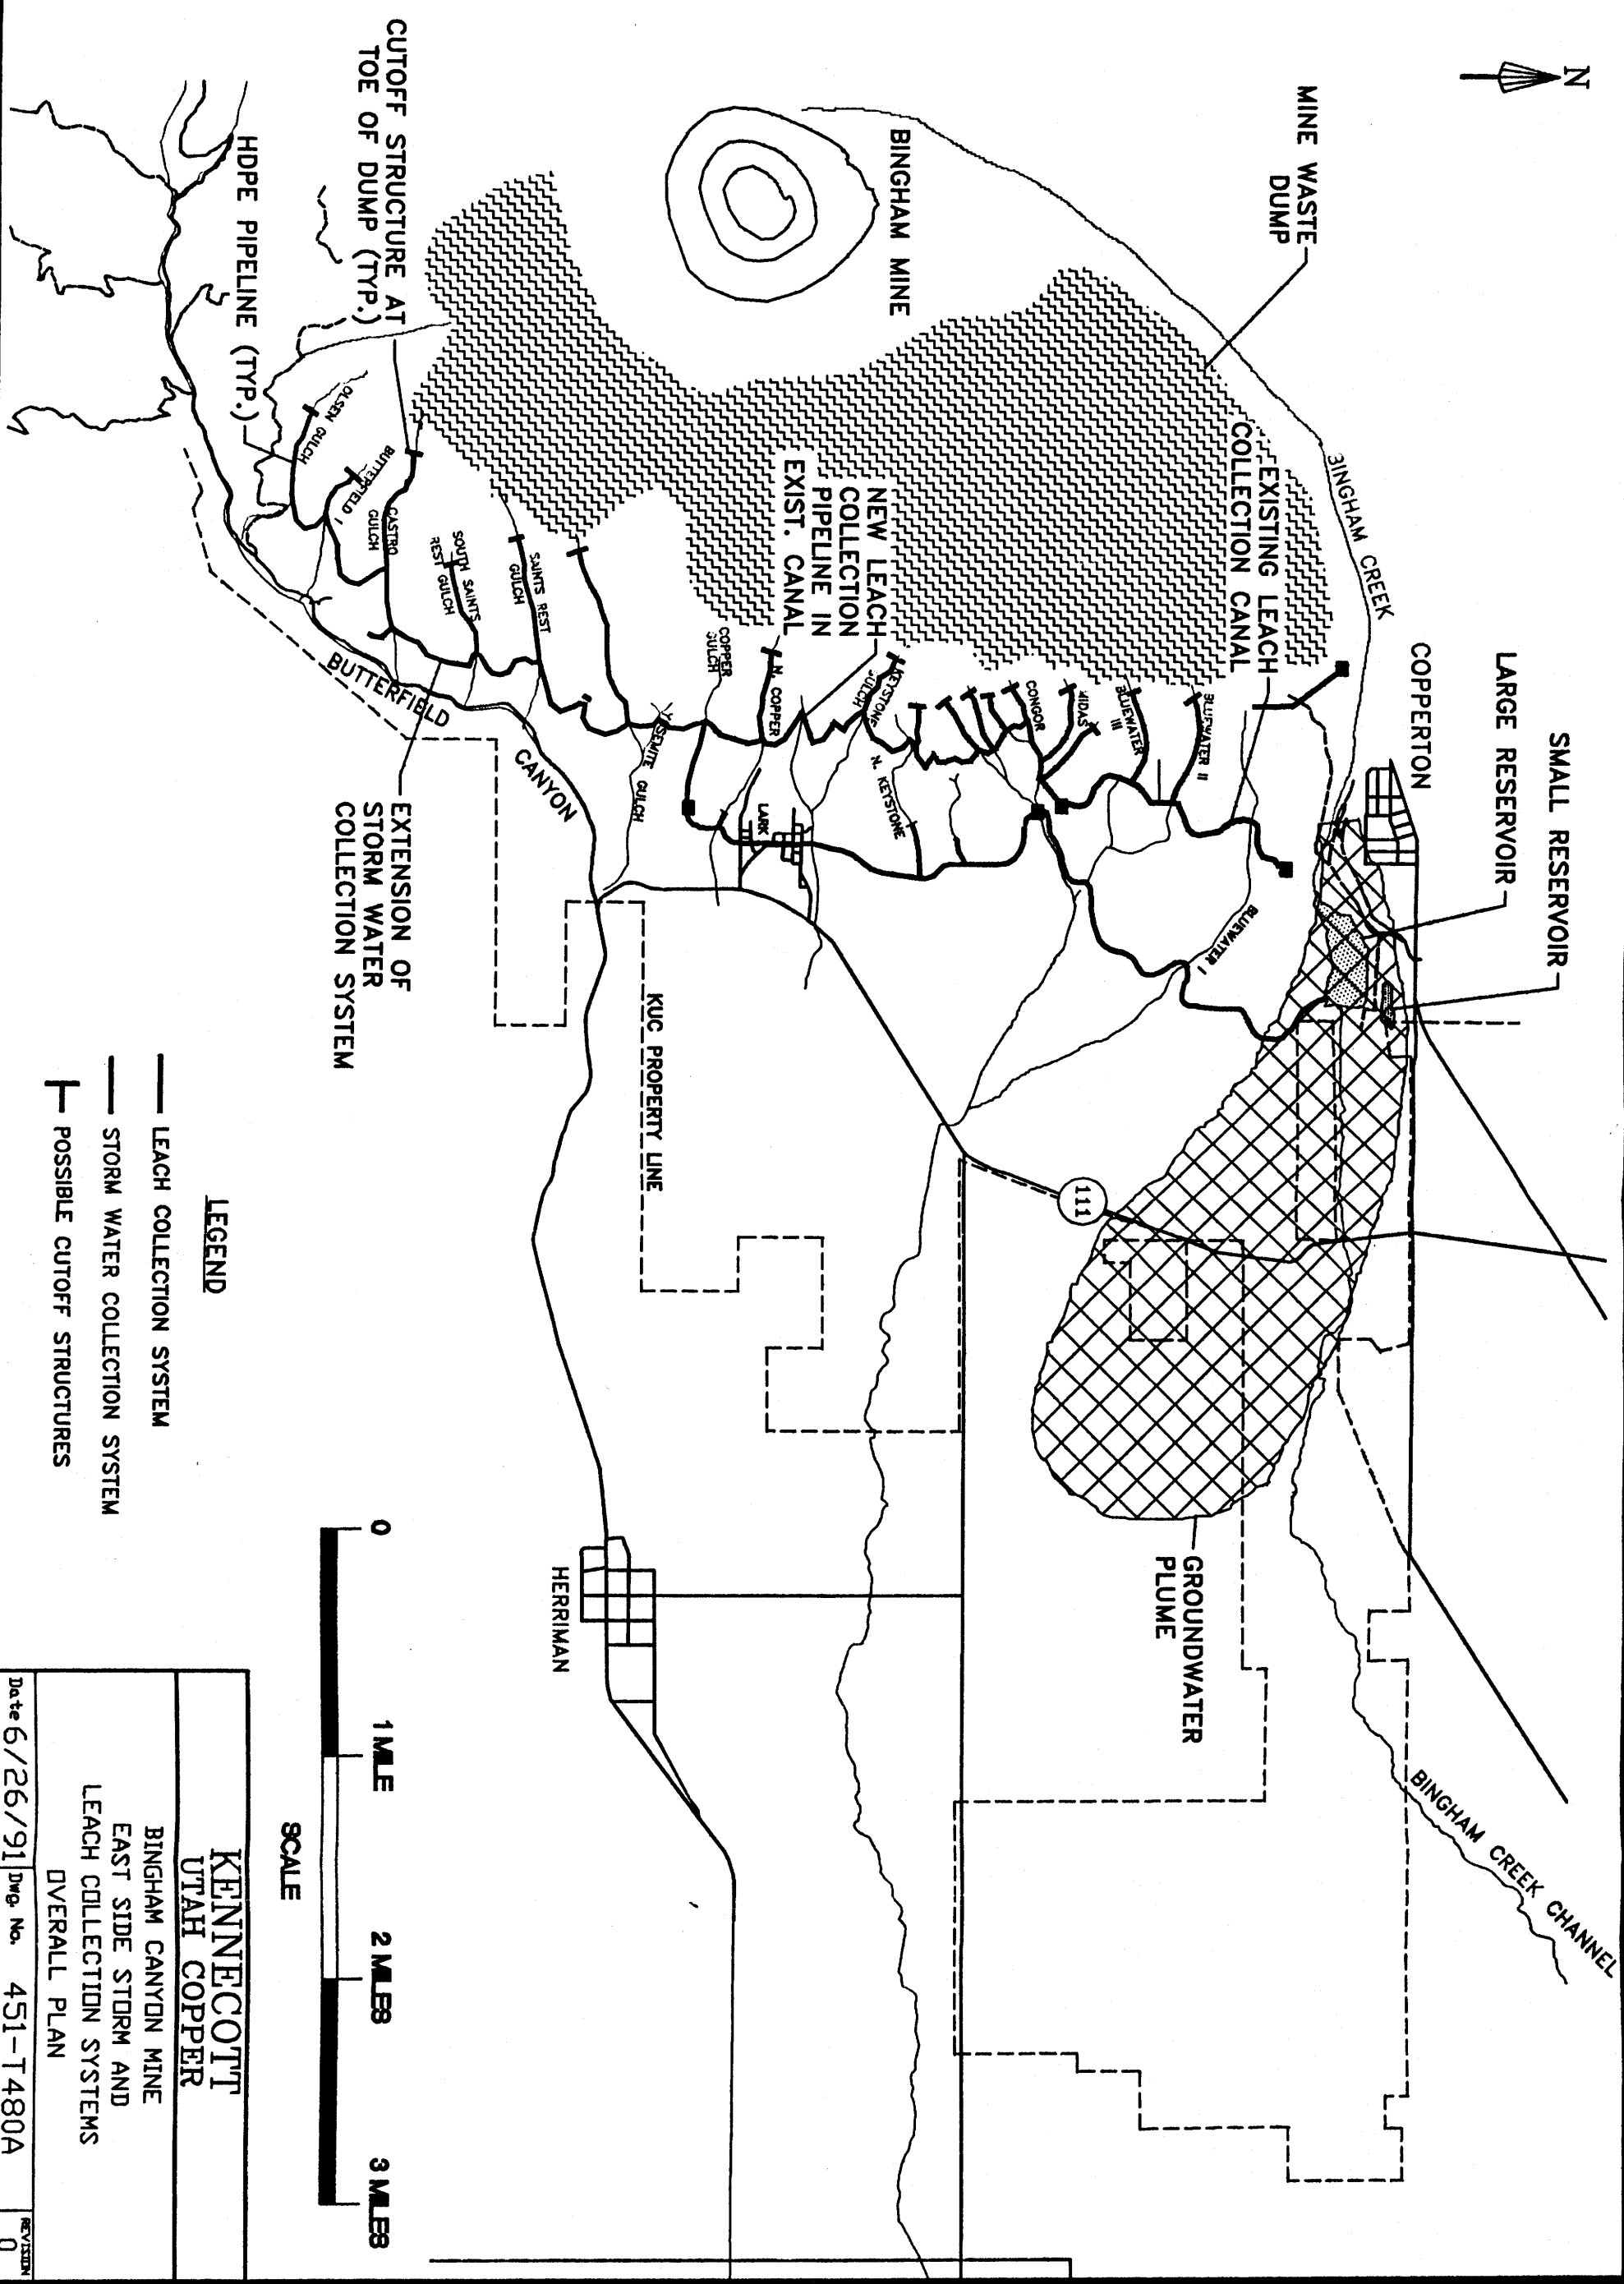 N
MINE WASTE
DUMP
BINGHAM MINE
CUTOFF STRUCTURE AT
TOE OF DUMP (TYP.)
HDPE PIPELINE (TYP.)
BINGHAM CREEK
EXISTING LEACH
COLLECTION CANAL
NEW LEACH
COLLECTION
PIPELINE IN
EXIST. CANAL
SMALL RESERVOIR
LARGE RESERVOIR
COPPERTON
BLUEWATER II
BLUEWATER
III
MIDAS
CONGOR
KEYSTONE
GULCH
N. KEYSTONE
N. COPPER
COPPER
GULCH
LARK
YOSEMITE GULCH
SAINTS REST
GULCH
SOUTH SAINTS
REST GULCH
CASTRO
GULCH
BUTTERFIELD I
OLSEN GULCH
BLUEWATER I
BUTTERFIELD
CANYON
EXTENSION OF
STORM WATER
COLLECTION SYSTEM
KUC PROPERTY LINE
111
GROUNDWATER
PLUME
BINGHAM CREEK CHANNEL
HERRIMAN
LEGEND
LEACH COLLECTION SYSTEM
STORM WATER COLLECTION SYSTEM
POSSIBLE CUTOFF STRUCTURES
0 1 MILE 2 MILES 3 MILES
SCALE
KENNECOTT
UTAH COPPER
BINGHAM CANYON MINE
EAST SIDE STORM AND
LEACH COLLECTION SYSTEMS
OVERALL PLAN
Date 6/26/91 Dwg. No. 451-T480A REVISION 0